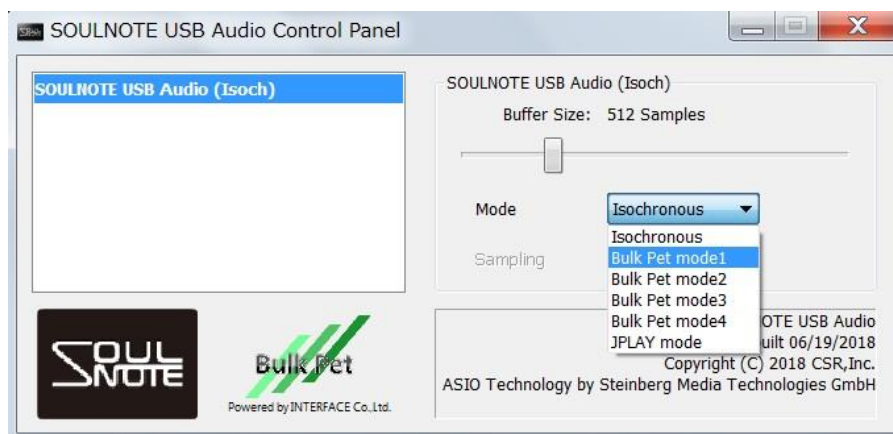 SOULNOTE USB Audio Control Panel
SOULNOTE USB Audio (Isoch)
SOULNOTE USB Audio (Isoch)
Buffer Size: 512 Samples
Mode
Isochronous
Isochronous
Bulk Pet mode1
Bulk Pet mode2
Bulk Pet mode3
Bulk Pet mode4
JPLAY mode
Sampling
SOULNOTE
Bulk Pet
Powered by INTERFACE Co.,Ltd.
OTE USB Audio
uilt 06/19/2018
Copyright (C) 2018 CSR,Inc.
ASIO Technology by Steinberg Media Technologies GmbH